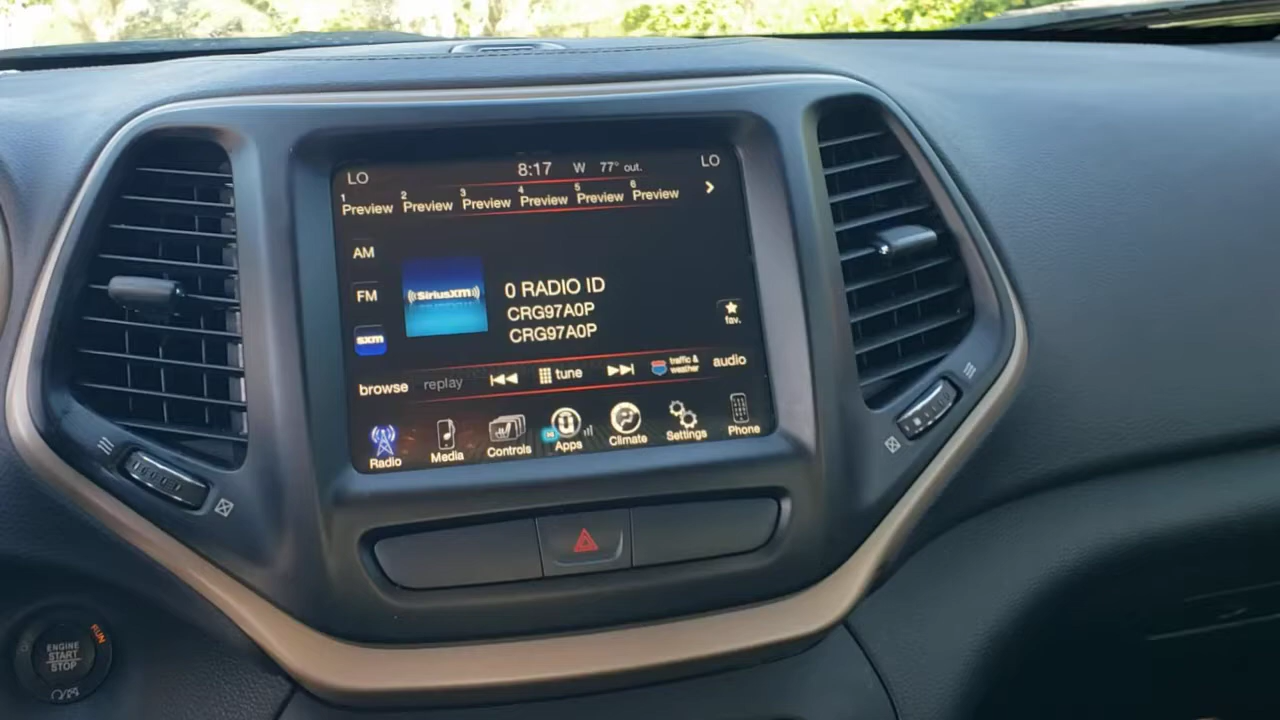 LO 8:17 W 77° out. LO
1 Preview 2 Preview 3 Preview 4 Preview 5 Preview 6 Preview
AM
FM
sxm
((SiriusXM))
0 RADIO ID
CRG97A0P
CRG97A0P
fav.
browse replay tune traffic & weather audio
Radio Media Controls Apps Climate Settings Phone
ENGINE
START
STOP
RUN